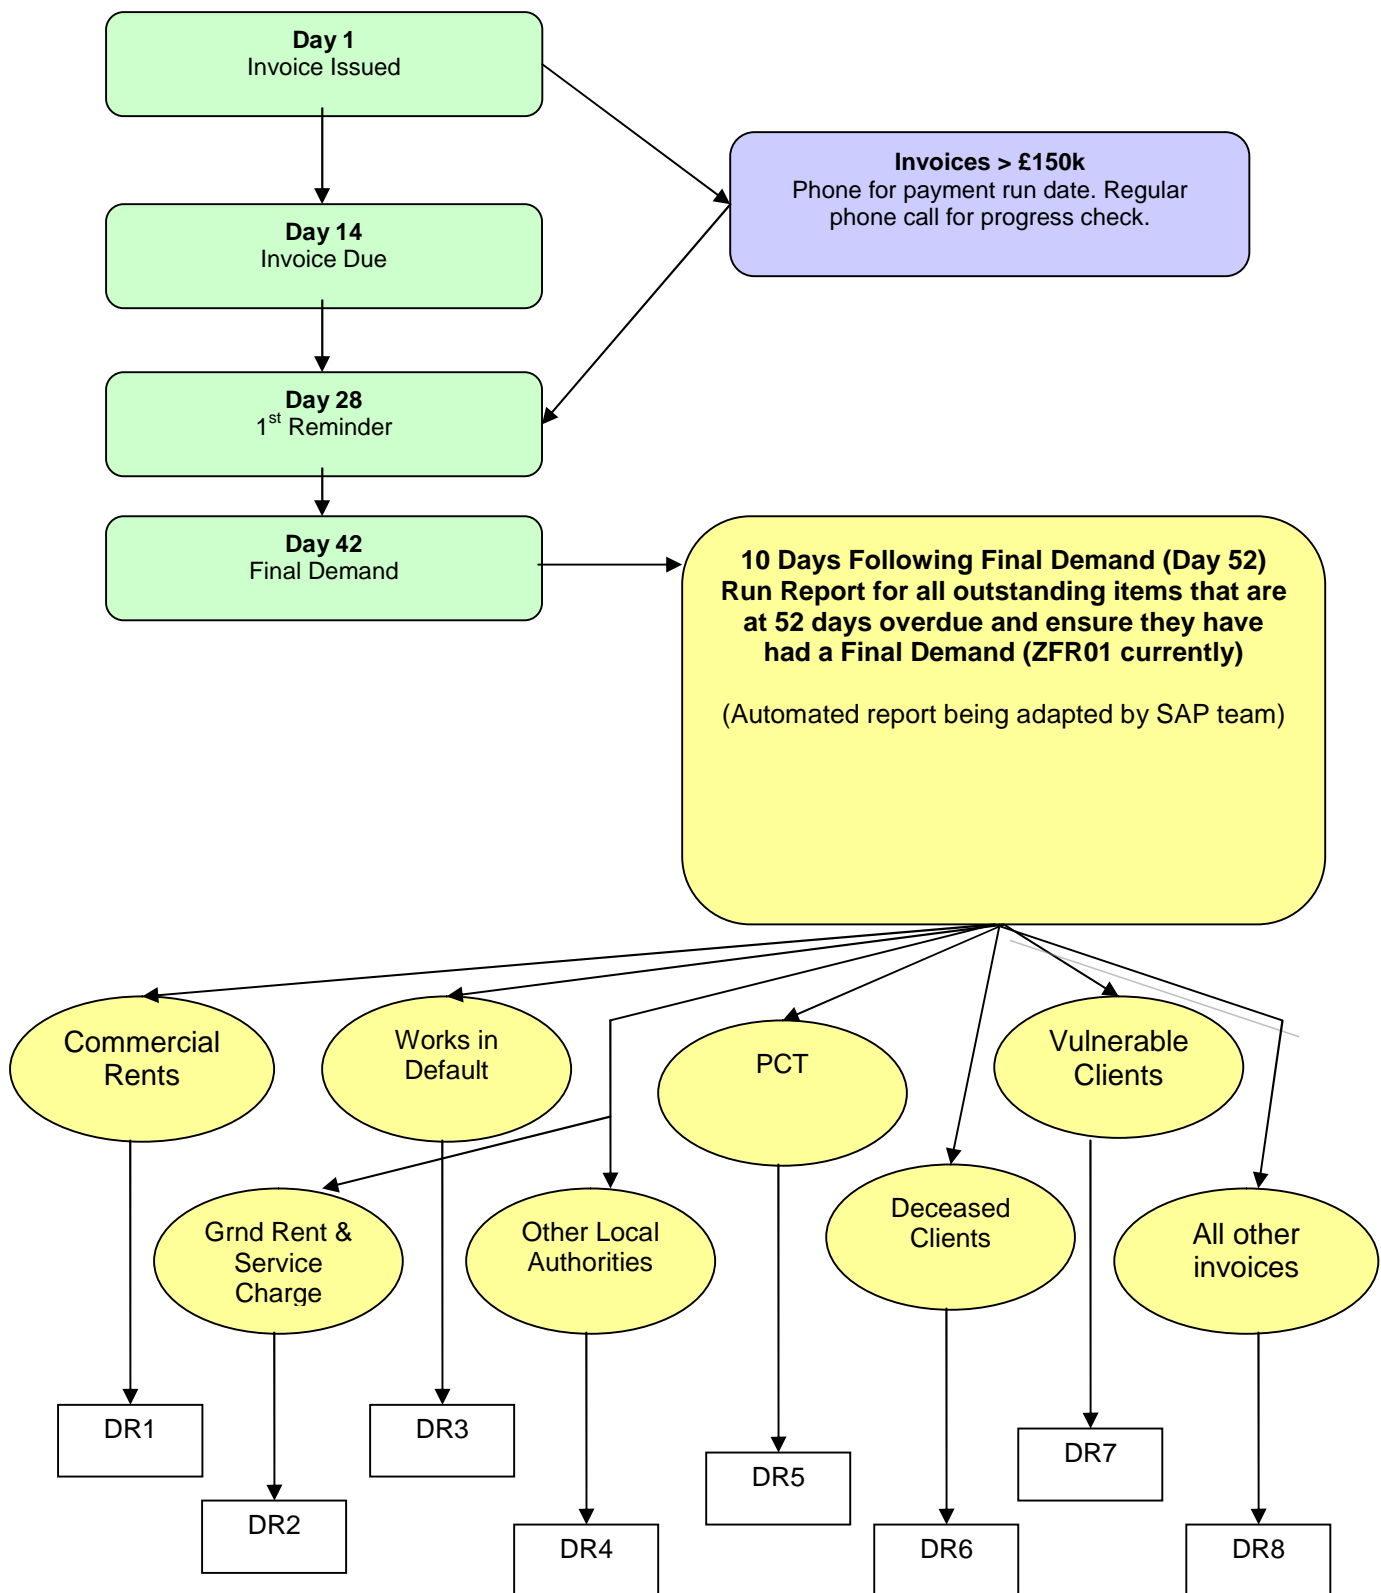 Day 1
Invoice Issued
Invoices > £150k
Phone for payment run date. Regular
phone call for progress check.
Day 14
Invoice Due
Day 28
1st Reminder
Day 42
Final Demand
10 Days Following Final Demand (Day 52)
Run Report for all outstanding items that are
at 52 days overdue and ensure they have
had a Final Demand (ZFR01 currently)
(Automated report being adapted by SAP team)
Commercial
Rents
Works in
Default
PCT
Vulnerable
Clients
Grnd Rent &
Service
Charge
Other Local
Authorities
Deceased
Clients
All other
invoices
DR1
DR2
DR3
DR4
DR5
DR6
DR7
DR8